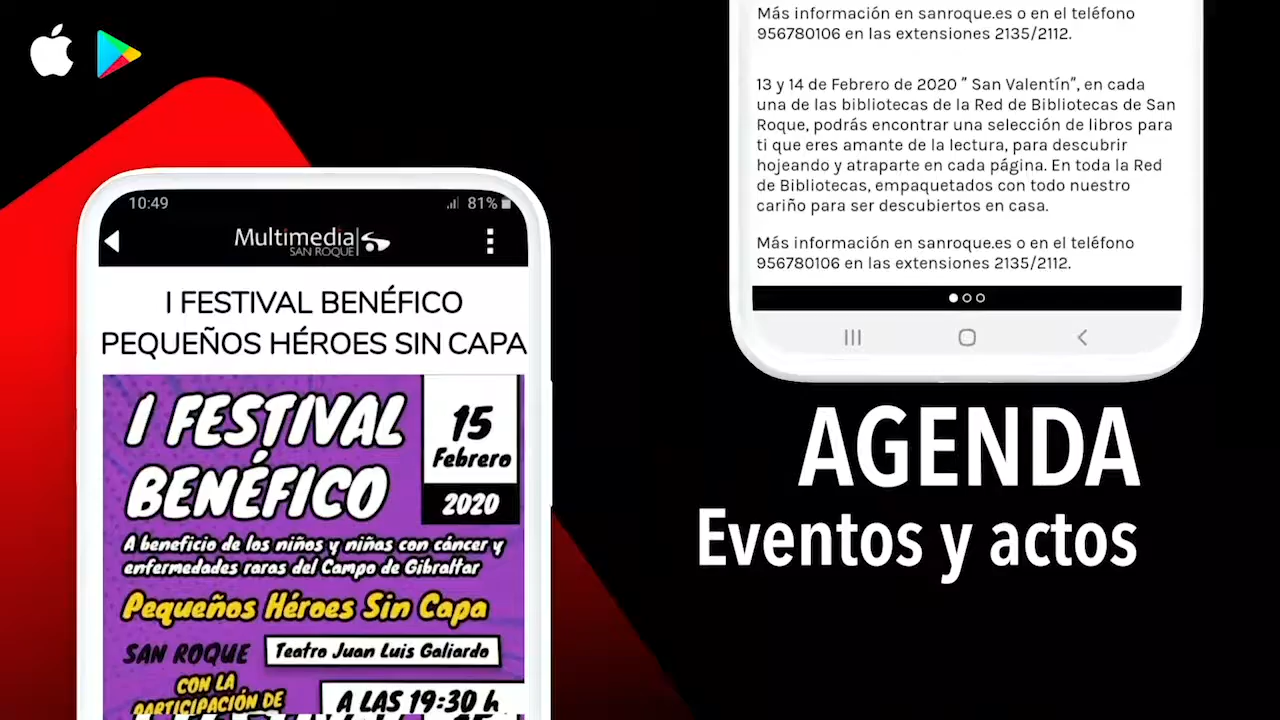 Más información en sanroque.es o en el teléfono
956780106 en las extensiones 2135/2112.
13 y 14 de Febrero de 2020 " San Valentín", en cada
una de las bibliotecas de la Red de Bibliotecas de San
Roque, podrás encontrar una selección de libros para
ti que eres amante de la lectura, para descubrir
hojeando y atraparte en cada página. En toda la Red
de Bibliotecas, empaquetados con todo nuestro
cariño para ser descubiertos en casa.
Más información en sanroque.es o en el teléfono
956780106 en las extensiones 2135/2112.
10:49
81%
Multimedia
SAN ROQUE
I FESTIVAL BENÉFICO
PEQUEÑOS HÉROES SIN CAPA
I FESTIVAL
BENÉFICO
15
Febrero
2020
A beneficio de los niños y niñas con cáncer y
enfermedades raras del Campo de Gibraltar
Pequeños Héroes Sin Capa
SAN ROQUE
Teatro Juan Luis Galiardo
CON LA
PARTICIPACIÓN DE
A LAS 19:30 h
AGENDA
Eventos y actos